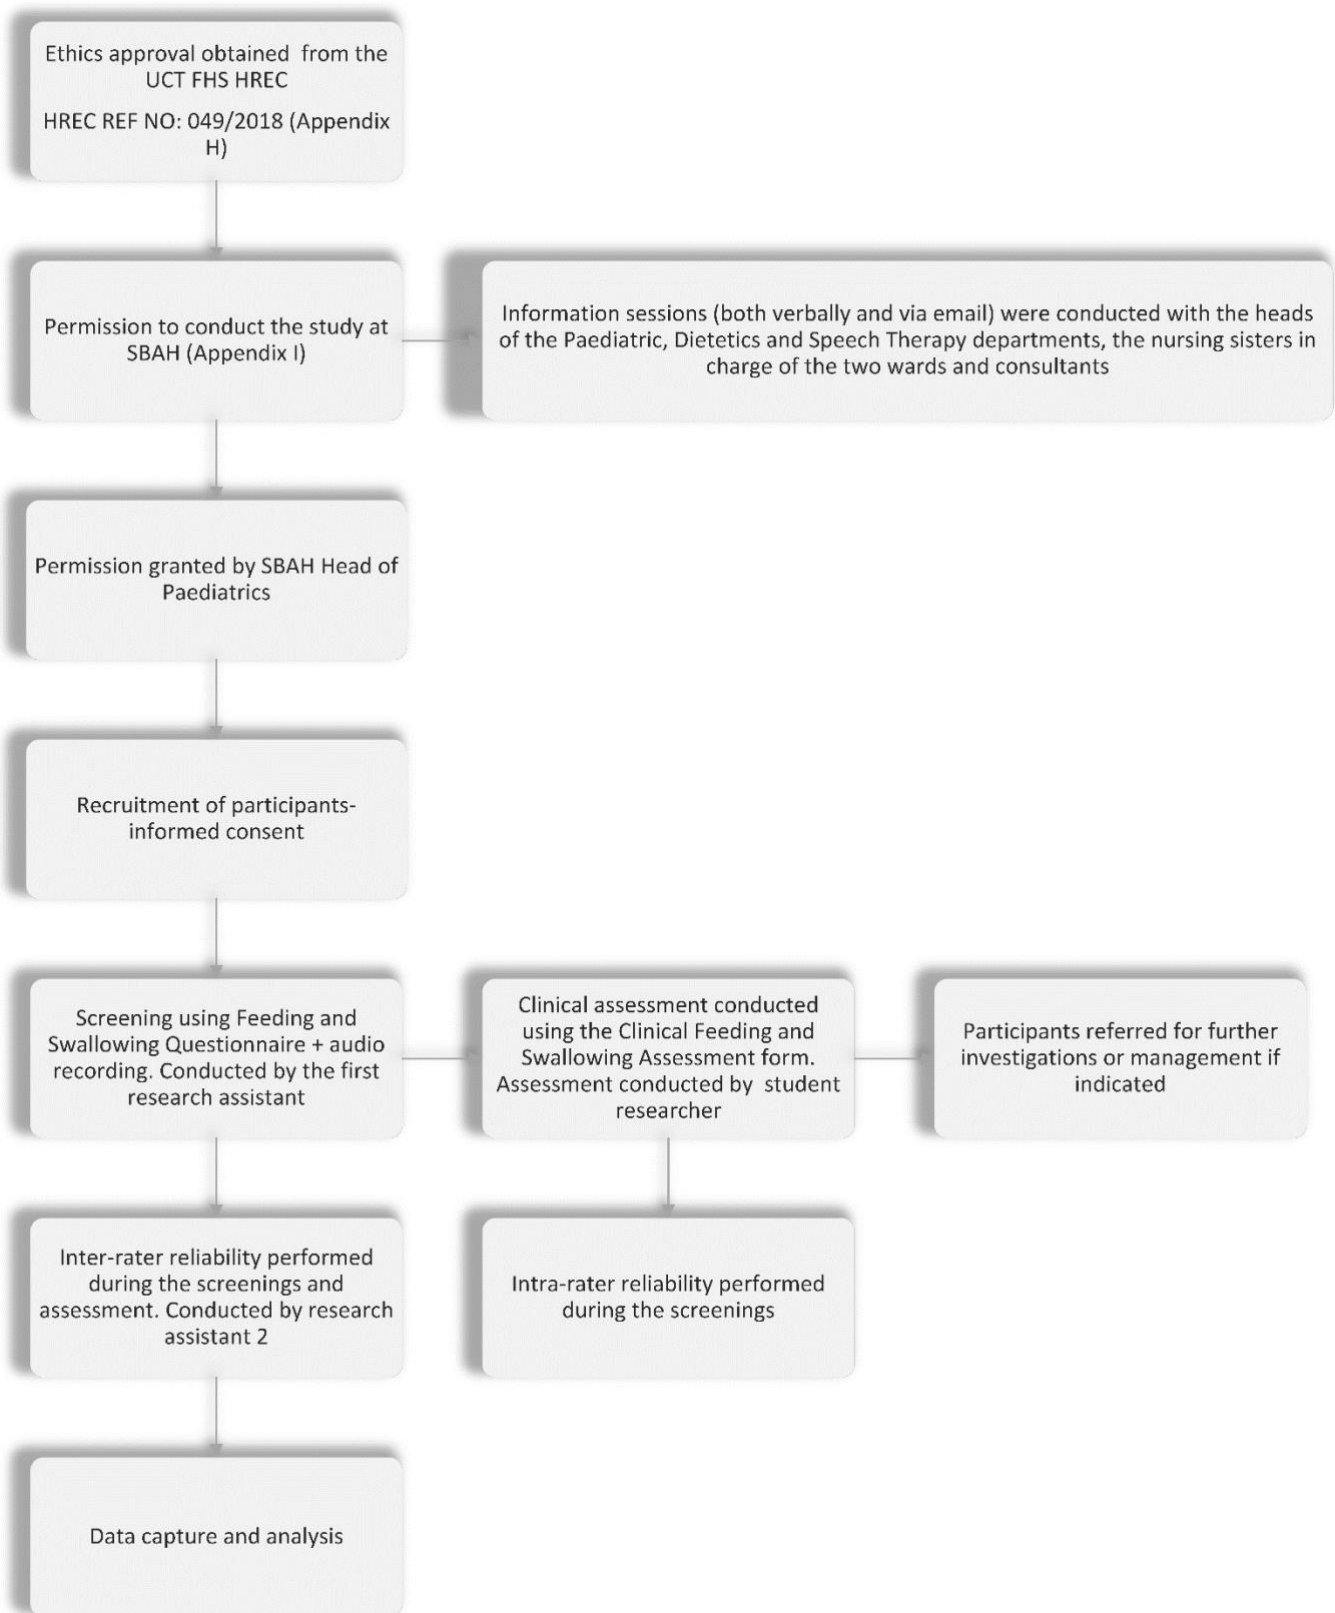 Ethics approval obtained from the
UCT FHS HREC
HREC REF NO: 049/2018 (Appendix
H)
Permission to conduct the study at
SBAH (Appendix I)
Information sessions (both verbally and via email) were conducted with the heads
of the Paediatric, Dietetics and Speech Therapy departments, the nursing sisters in
charge of the two wards and consultants
Permission granted by SBAH Head of
Paediatrics
Recruitment of participants-
informed consent
Screening using Feeding and
Swallowing Questionnaire + audio
recording. Conducted by the first
research assistant
Clinical assessment conducted
using the Clinical Feeding and
Swallowing Assessment form.
Assessment conducted by student
researcher
Participants referred for further
investigations or management if
indicated
Inter-rater reliability performed
during the screenings and
assessment. Conducted by research
assistant 2
Intra-rater reliability performed
during the screenings
Data capture and analysis